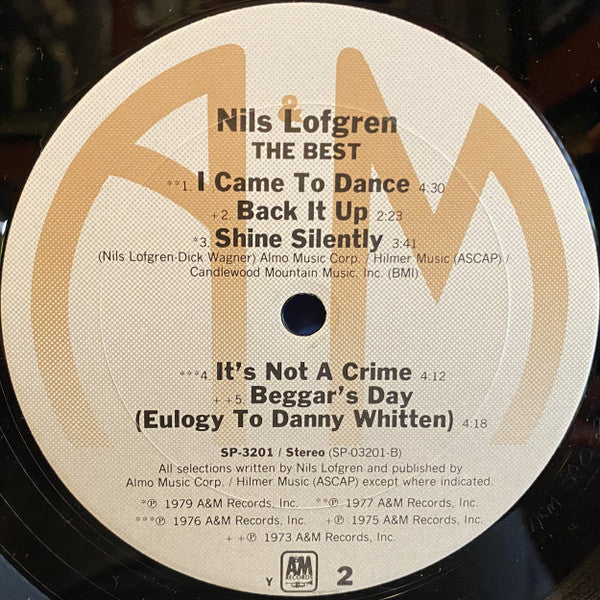 &
Nils Lofgren
THE BEST
**1. I Came To Dance 4:30
+2. Back It Up 2:23
*3. Shine Silently 3:41
(Nils Lofgren-Dick Wagner) Almo Music Corp. / Hilmer Music (ASCAP) /
Candlewood Mountain Music, Inc. (BMI)
***4. It's Not A Crime 4:12
++5. Beggar's Day
(Eulogy To Danny Whitten) 4:18
SP-3201 / Stereo (SP-03201-B)
All selections written by Nils Lofgren and published by
Almo Music Corp. / Hilmer Music (ASCAP) except where indicated.
*℗ 1979 A&M Records, Inc. **℗ 1977 A&M Records, Inc.
***℗ 1976 A&M Records, Inc. +℗ 1975 A&M Records, Inc.
++℗ 1973 A&M Records, Inc.
Y A&M RECORDS 2